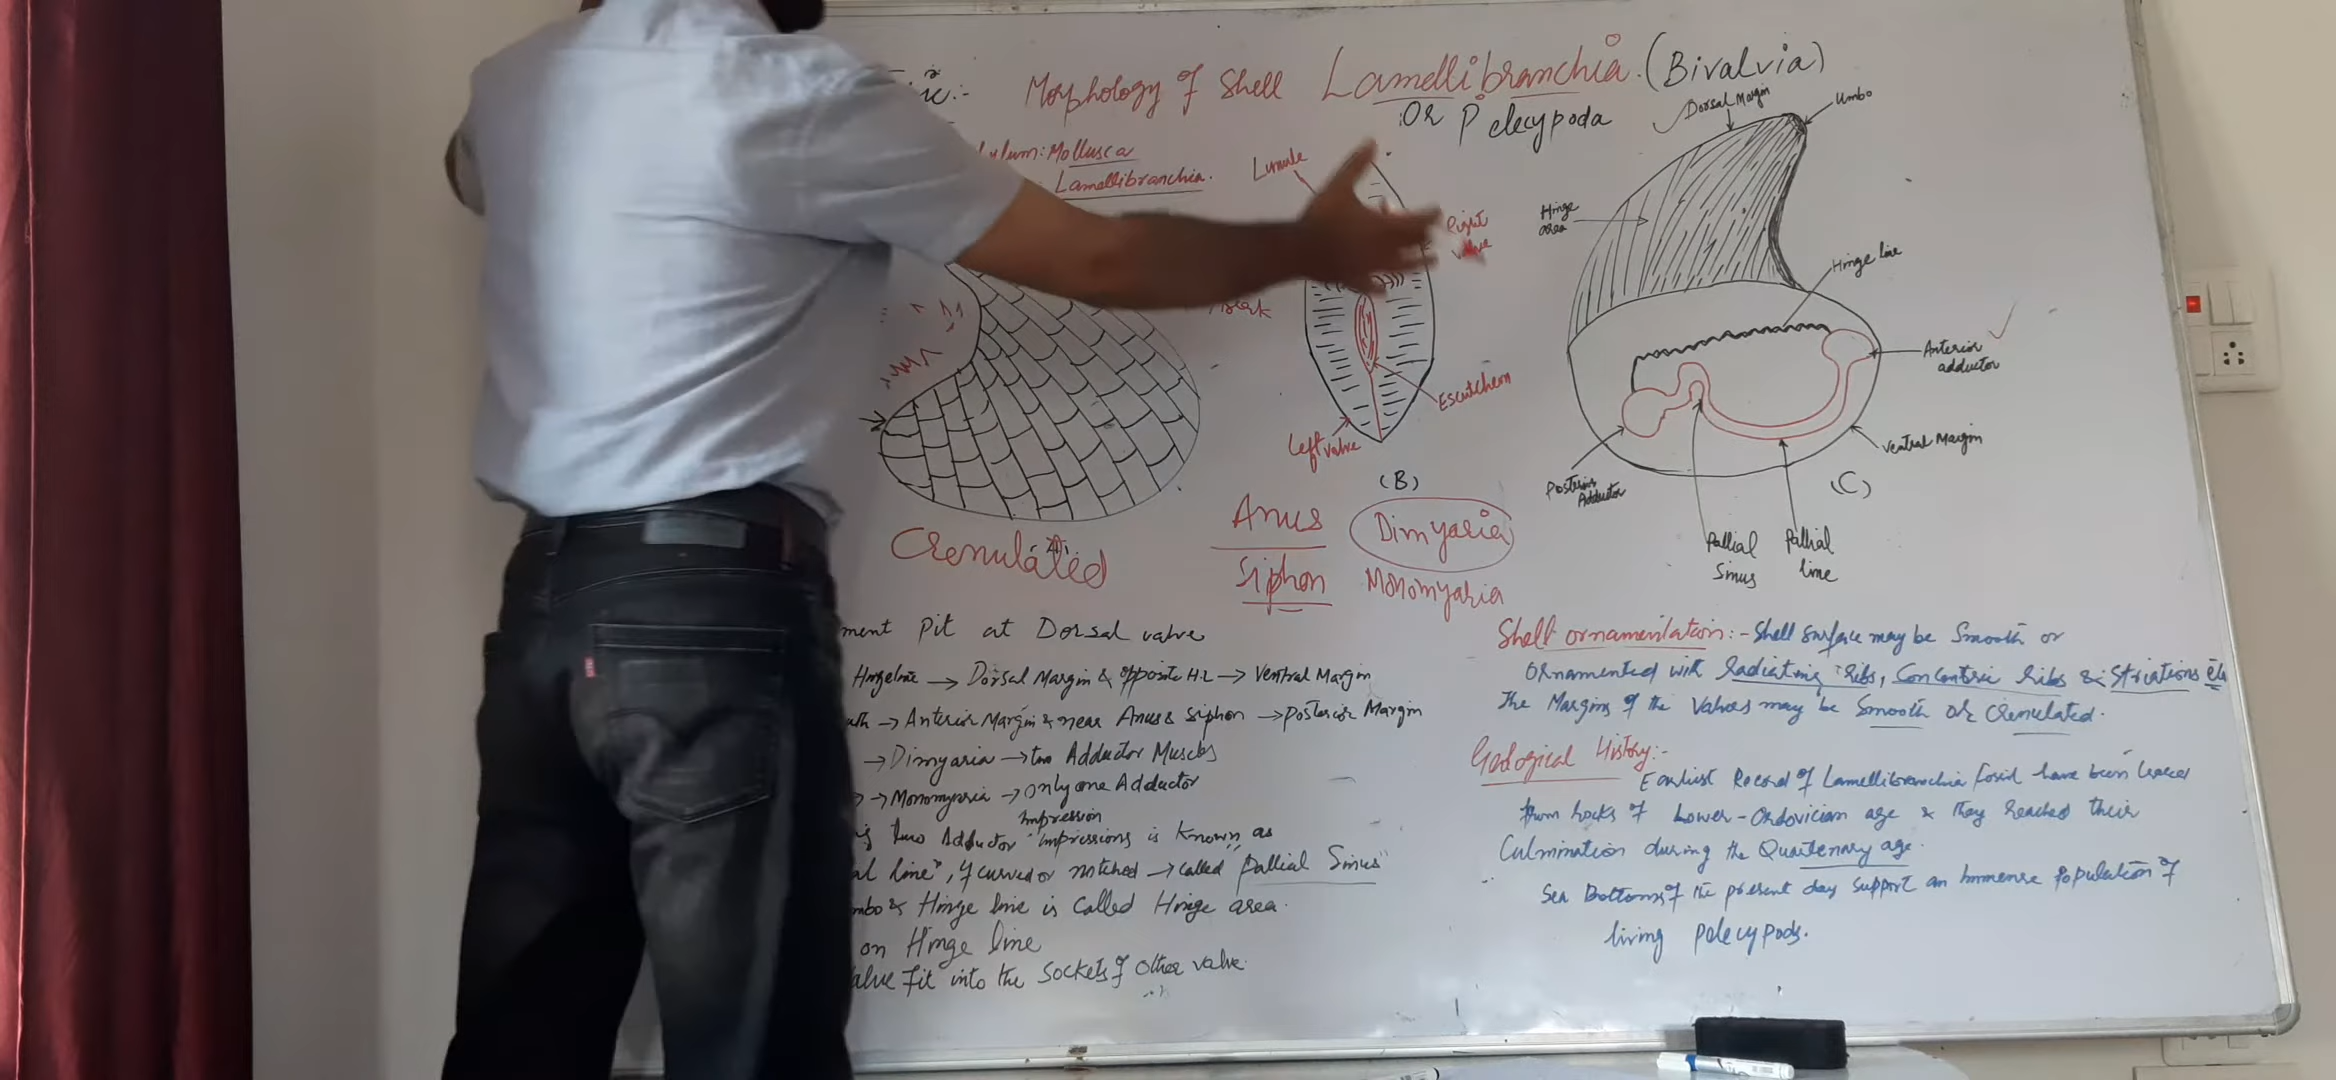 Morphology of Shell Lamellibranchia. (Bivalvia)
Or Pelecypoda
Mollusca
Lamellibranchia.
Dorsal Margin
Umbo
Lunule
Right
Valve
Hinge
area
Hinge line
Anterior
adductor
Escutcheon
Left valve
Ventral Margin
(B)
(C)
Posterior
Adductor
Pallial
Sinus
Pallial
line
Crenulated
Anus
Siphon
Dimyaria
Monomyaria
Pit at Dorsal valve
Hingeline → Dorsal Margin & opposite H.L → Ventral Margin
→ Anterior Margin & near Anus & Siphon → Posterior Margin
→ Dimyaria → two Adductor Muscles
→ Monomyaria → only one Adductor
Impression
two Adductor Impressions is known as
line", if curved or notched → called "Pallial Sinus"
& Hinge line is called Hinge area.
on Hinge line
fit into the sockets of other valve.
Shell ornamentation:- Shell surface may be Smooth or
Ornamented with radiating ribs, Concentric ribs & Striations etc
The Margins of the Valves may be Smooth or Crenulated.
Geological History:-
Earliest Record of Lamellibranchia fossil have been traced
from rocks of Lower-Ordovician age & they reached their
Culmination during the Quarternary age.
Sea Bottoms of the present day support an immense population of
living pelecypods.